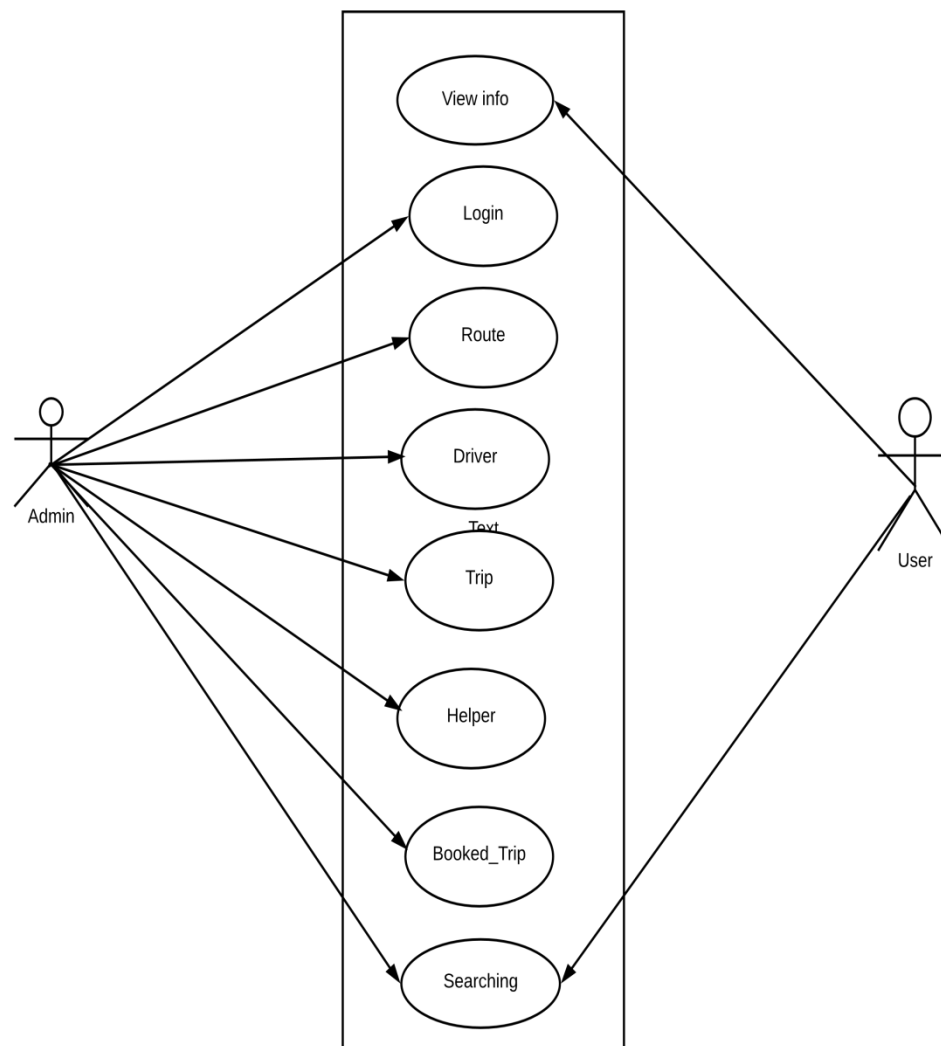 View info
Login
Route
Driver
Text
Trip
Helper
Booked_Trip
Searching
Admin
User